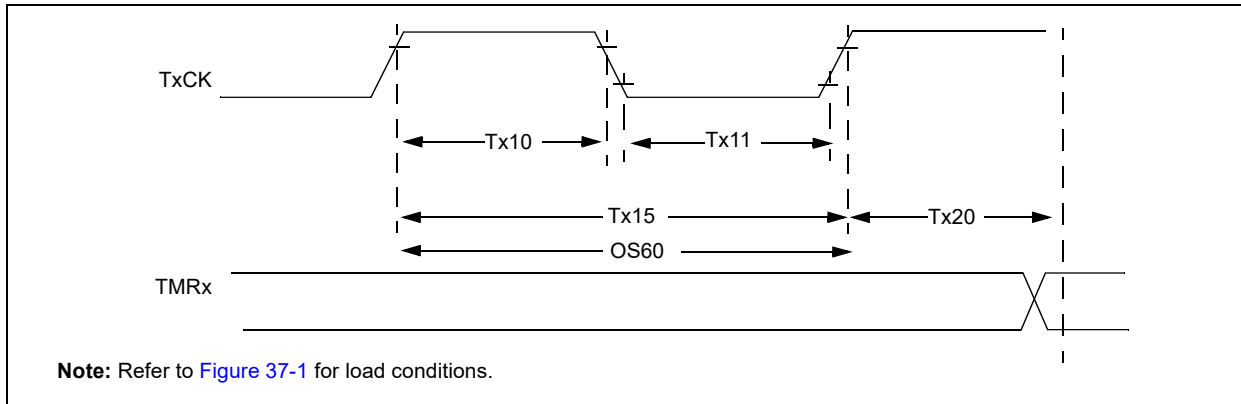 TxCK
Tx10
Tx11
Tx15
Tx20
OS60
TMRx
Note: Refer to Figure 37-1 for load conditions.